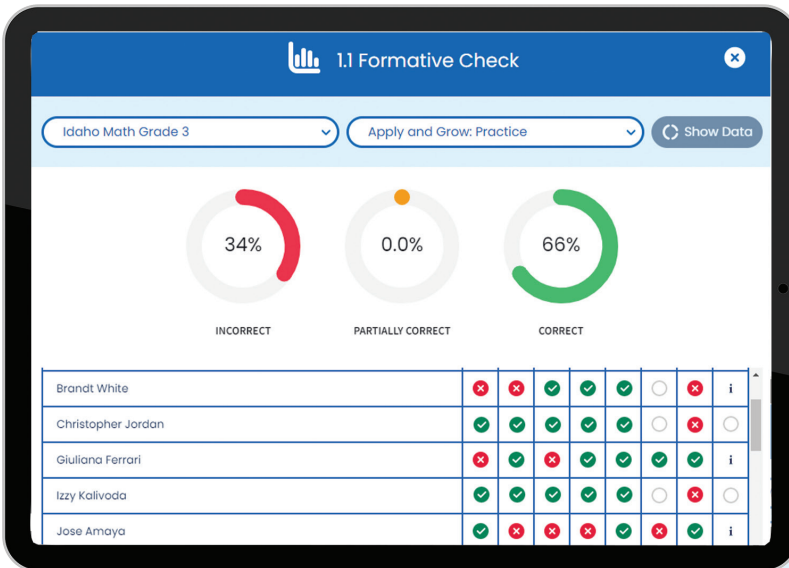 1.1 Formative Check
Idaho Math Grade 3
Apply and Grow: Practice
Show Data
34%
0.0%
66%
INCORRECT
PARTIALLY CORRECT
CORRECT
Brandt White
i
Christopher Jordan
Giuliana Ferrari
i
Izzy Kalivoda
Jose Amaya
i